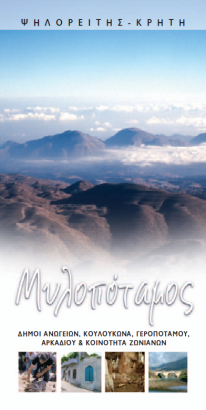 ΨΗΛΟΡΕΙΤΗΣ-ΚΡΗΤΗ
Μυλοπόταμος
ΔΗΜΟΙ ΑΝΩΓΕΙΩΝ, ΚΟΥΛΟΥΚΩΝΑ, ΓΕΡΟΠΟΤΑΜΟΥ,
ΑΡΚΑΔΙΟΥ & ΚΟΙΝΟΤΗΤΑ ΖΩΝΙΑΝΩΝ